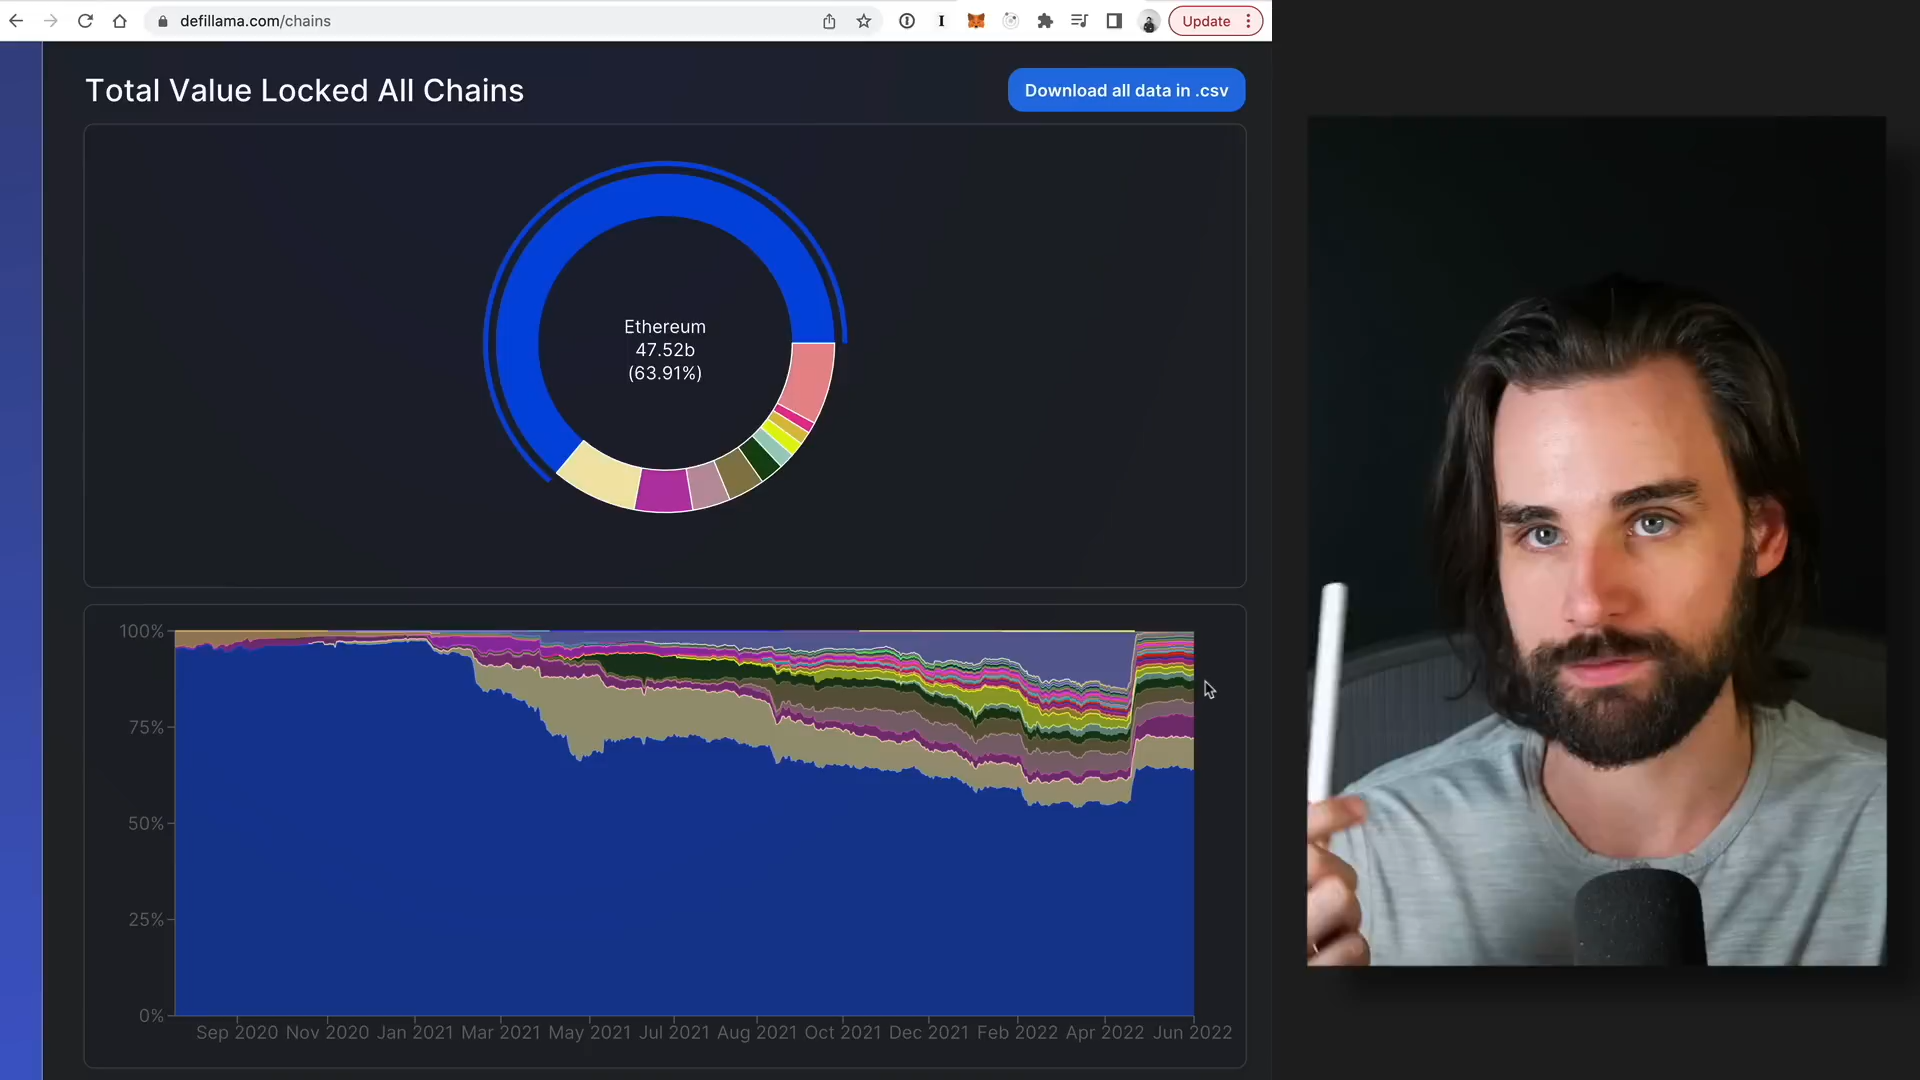 defillama.com/chains
Update
Total Value Locked All Chains
Download all data in .csv
Ethereum
47.52b
(63.91%)
100%
75%
50%
25%
0%
Sep 2020 Nov 2020 Jan 2021 Mar 2021 May 2021 Jul 2021 Aug 2021 Oct 2021 Dec 2021 Feb 2022 Apr 2022 Jun 2022